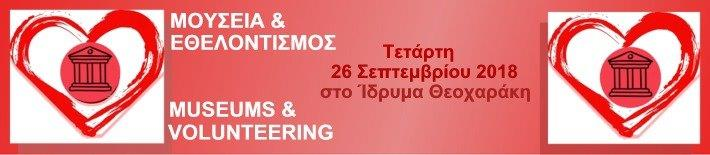 ΜΟΥΣΕΙΑ &
ΕΘΕΛΟΝΤΙΣΜΟΣ
MUSEUMS &
VOLUNTEERING
Τετάρτη
26 Σεπτεμβρίου 2018
στο Ίδρυμα Θεοχαράκη